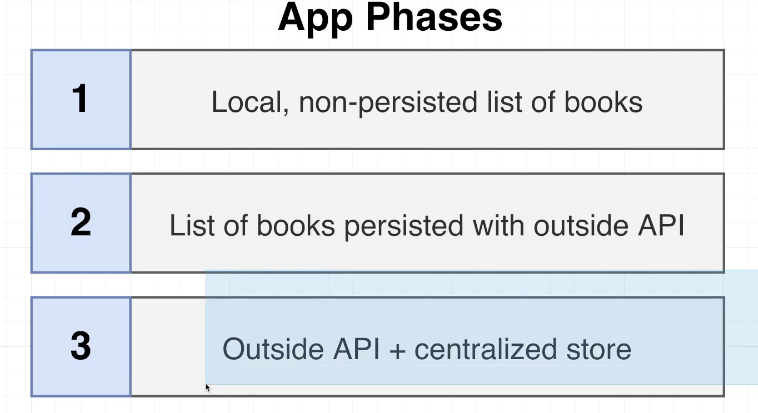 App Phases
1
Local, non-persisted list of books
2
List of books persisted with outside API
3
Outside API + centralized store